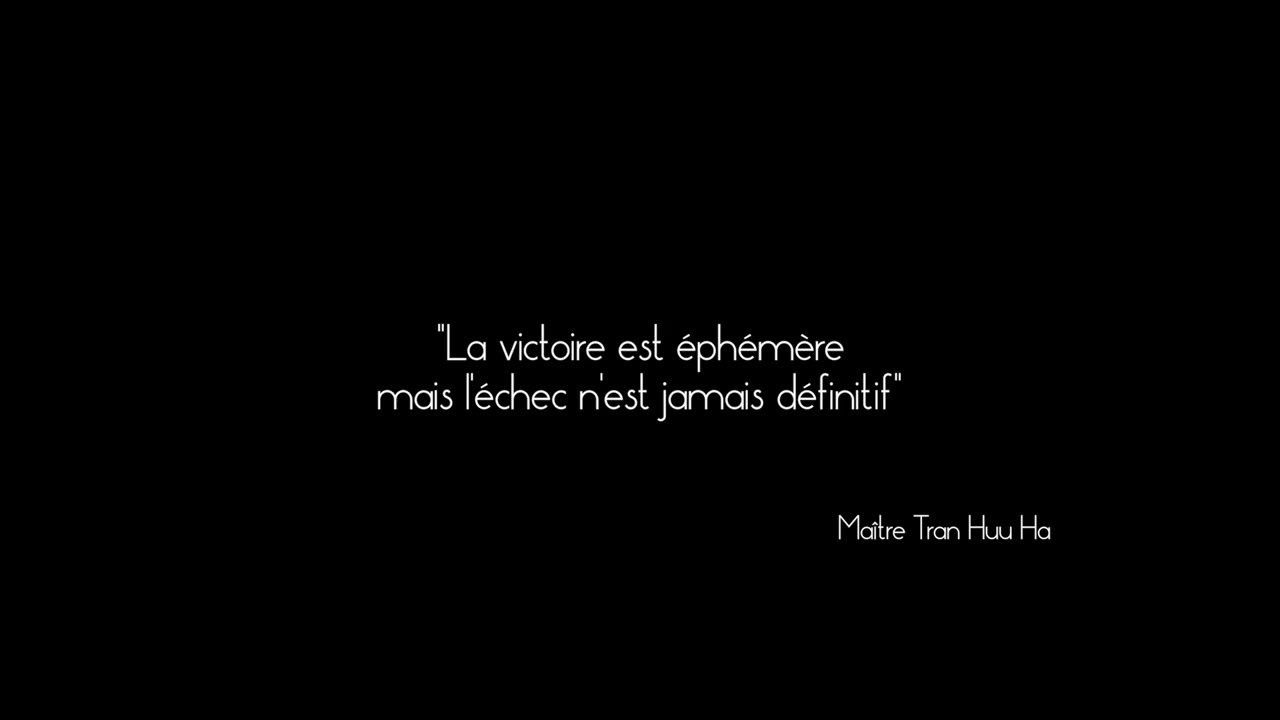 "La victoire est éphémère
mais l'échec n'est jamais définitif"
Maître Tran Huu Ha